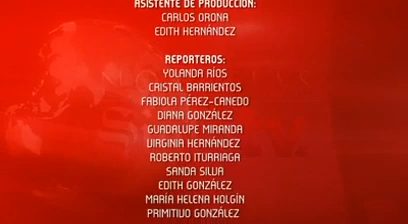 ASISTENTE DE PRODUCCIÓN:
CARLOS ORONA
EDITH HERNÁNDEZ
REPORTEROS:
YOLANDA RÍOS
CRISTAL BARRIENTOS
FABIOLA PÉREZ-CANEDO
DIANA GONZÁLEZ
GUADALUPE MIRANDA
VIRGINIA HERNÁNDEZ
ROBERTO ITURRIAGA
SANDA SILVA
EDITH GONZÁLEZ
MARÍA HELENA HOLGÍN
PRIMITIVO GONZÁLEZ